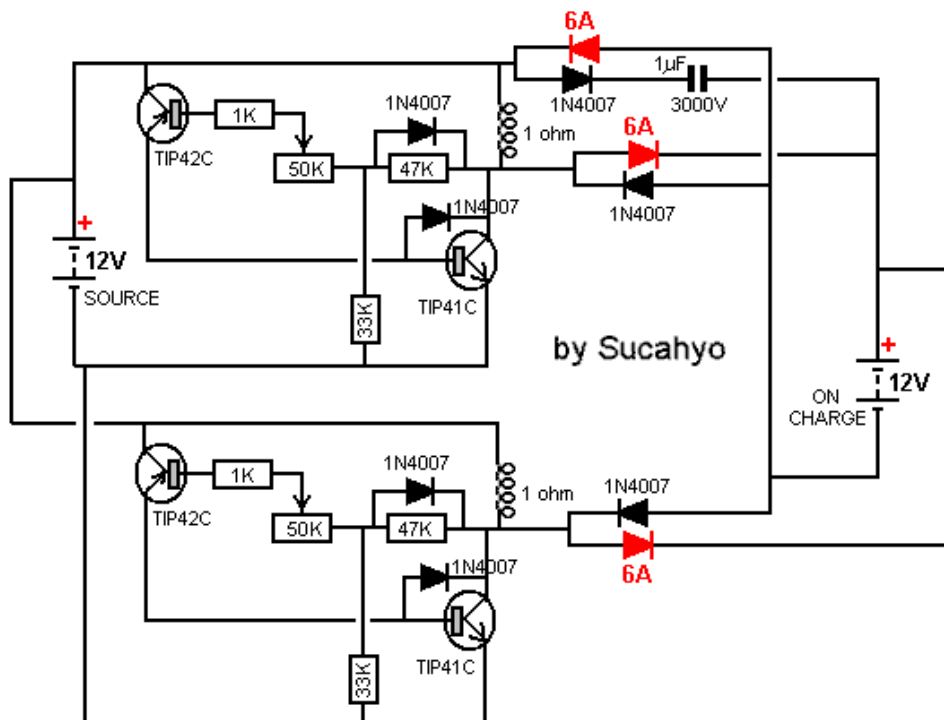 6A
1µF
1N4007
3000V
1N4007
1 ohm
6A
1K
TIP42C
50K
47K
1N4007
1N4007
+
12V
SOURCE
TIP41C
33K
by Sucahyo
+
12V
ON
CHARGE
1N4007
1N4007
1K
1 ohm
TIP42C
50K
47K
6A
1N4007
TIP41C
33K